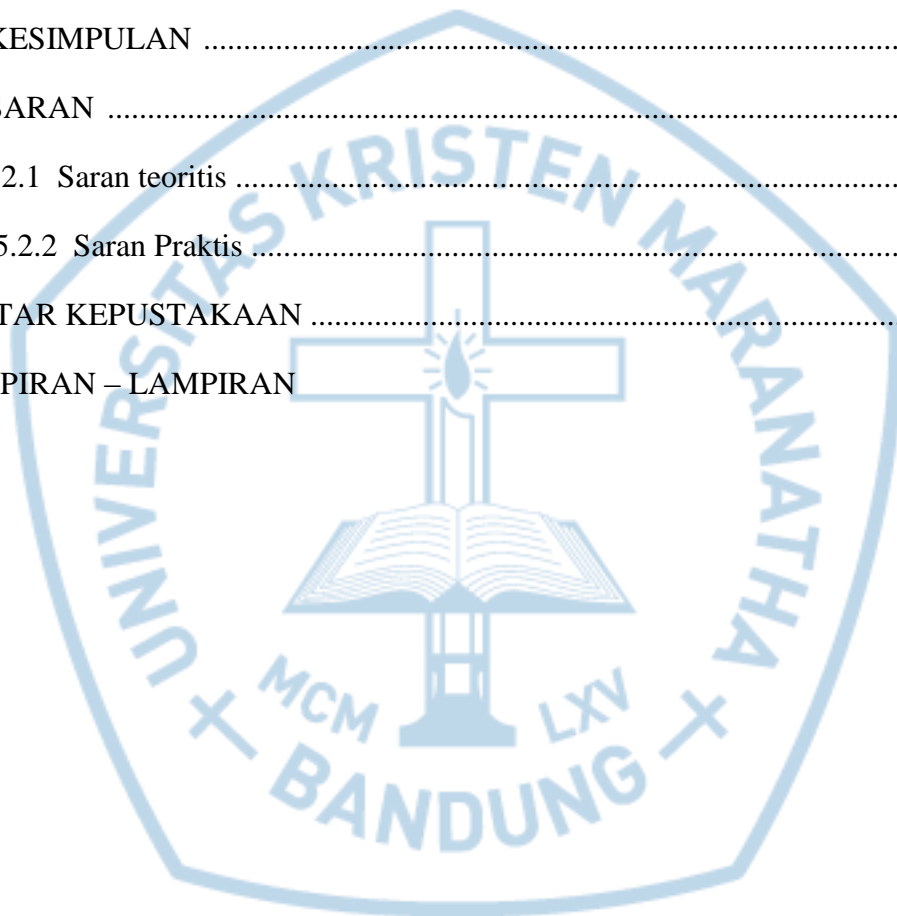 KESIMPULAN ....................................................................................................
SARAN ....................................................................................................
2.1 Saran teoritis ....................................................................................
5.2.2 Saran Praktis ....................................................................................
TAR KEPUSTAKAAN ..........................................................................
PIRAN – LAMPIRAN
UNIVERSITAS KRISTEN MARANATHA
MCM LXV
BANDUNG